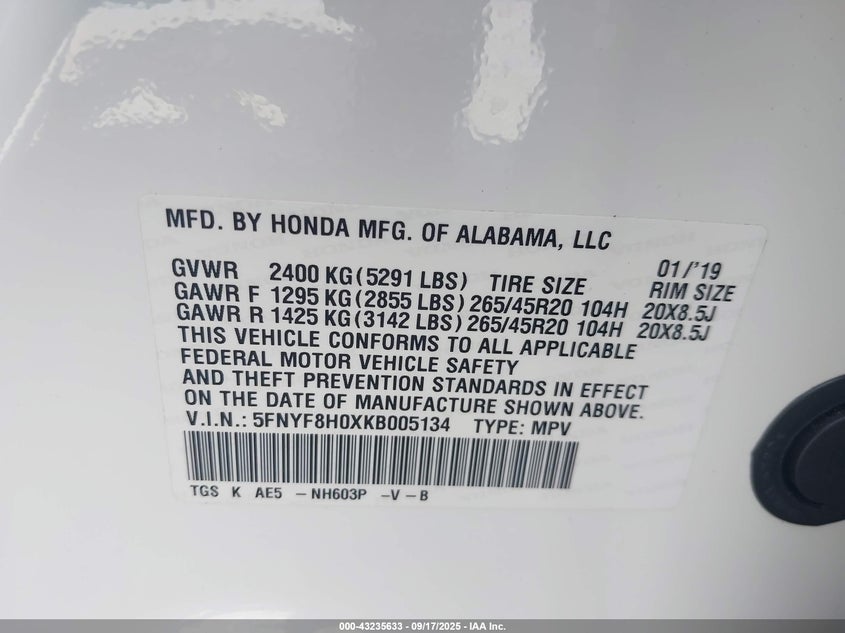 MFD. BY HONDA MFG. OF ALABAMA, LLC
01/'19
GVWR 2400 KG(5291 LBS) TIRE SIZE RIM SIZE
GAWR F 1295 KG(2855 LBS)265/45R20 104H 20X8.5J
GAWR R 1425 KG(3142 LBS)265/45R20 104H 20X8.5J
THIS VEHICLE CONFORMS TO ALL APPLICABLE
FEDERAL MOTOR VEHICLE SAFETY
AND THEFT PREVENTION STANDARDS IN EFFECT
ON THE DATE OF MANUFACTURE SHOWN ABOVE.
V.I.N.: 5FNYF8H0XKB005134 TYPE: MPV
TGS K AE5 -NH603P -V-B
000-43235633 - 09/17/2025 - IAA Inc.